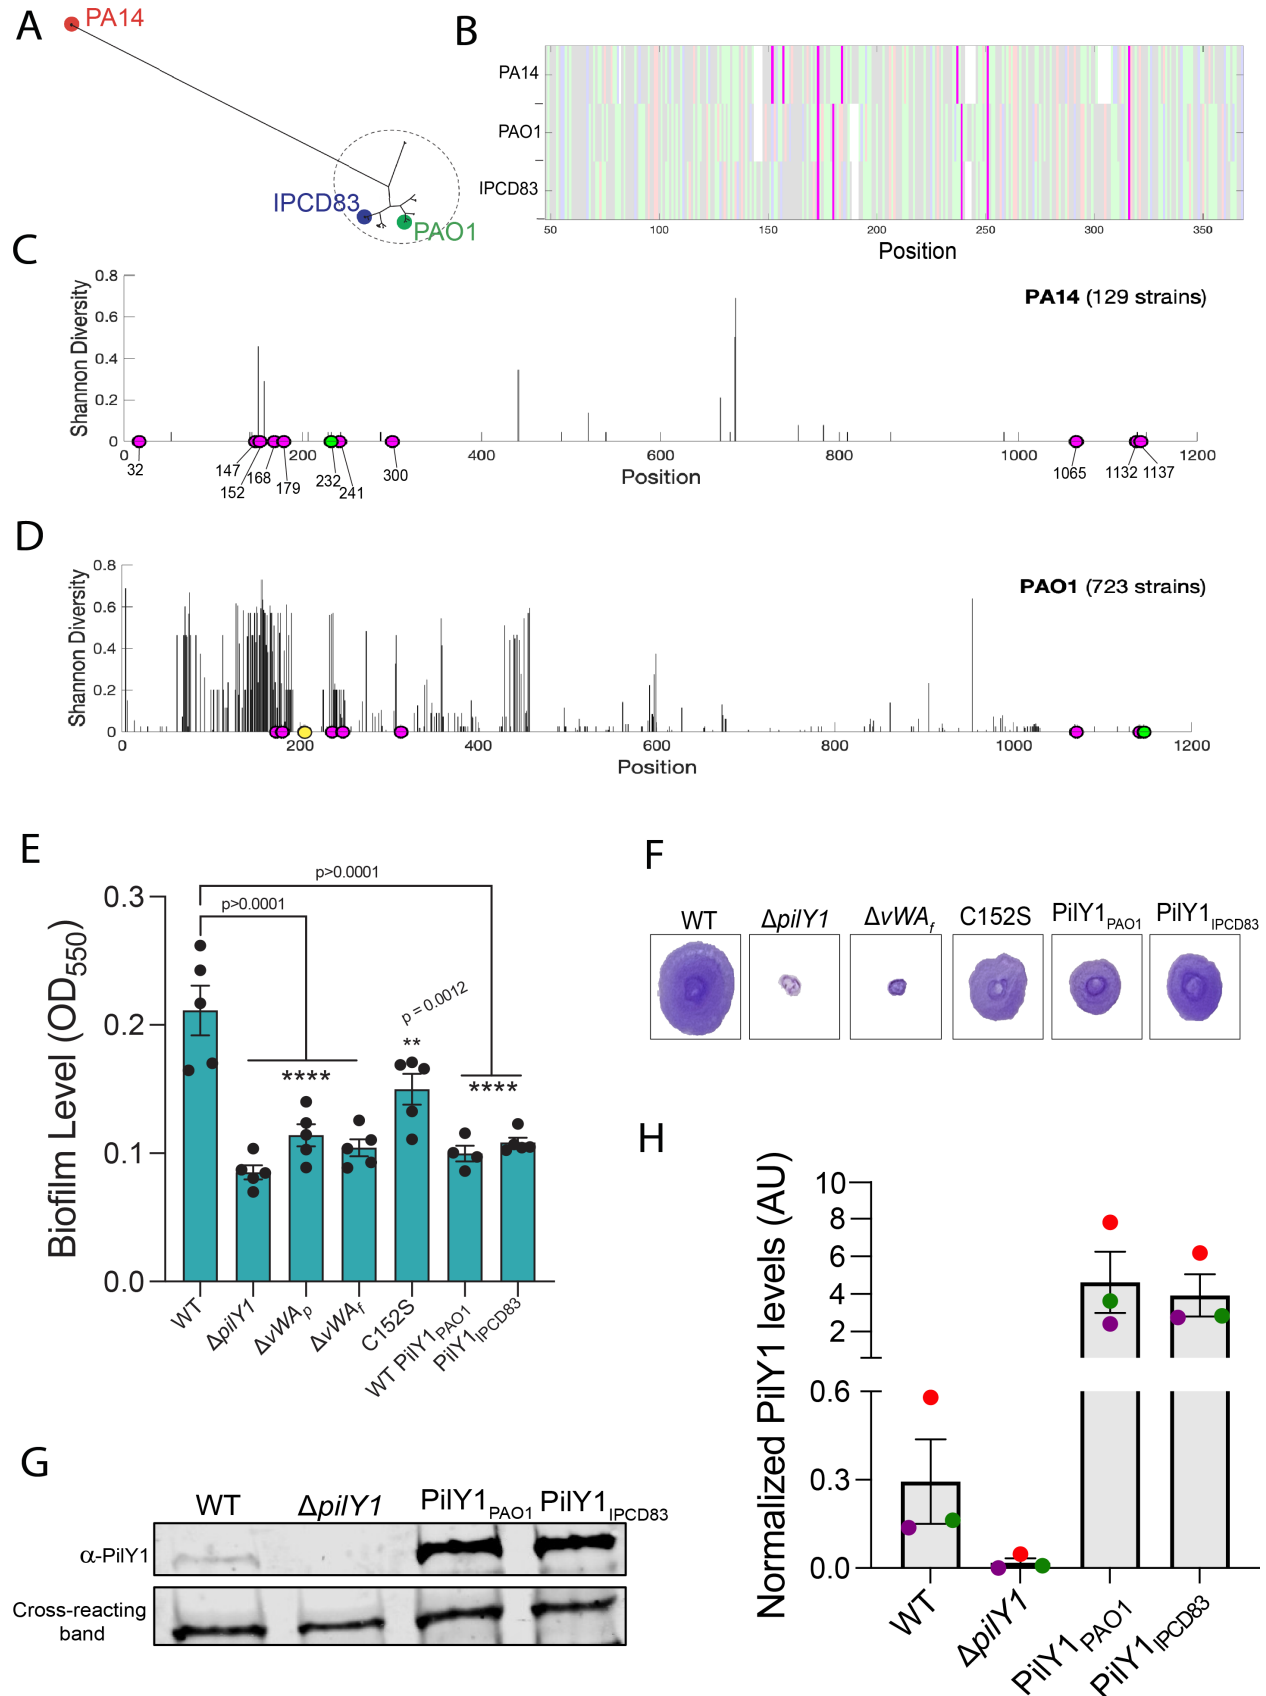 A
PA14
IPCD83
PAO1
B
PA14
PAO1
IPCD83
50 100 150 200 250 300 350
Position
C
Shannon Diversity
0.8
0.6
0.4
0.2
0
PA14 (129 strains)
200 400 600 800 1000 1200
32 147 152 168 179 232 241 300 1065 1132 1137
Position
D
Shannon Diversity
0.8
0.6
0.4
0.2
0
PAO1 (723 strains)
0 200 400 600 800 1000 1200
Position
E
Biofilm Level (OD550)
0.3
0.2
0.1
0.0
p>0.0001
p>0.0001
p = 0.0012
**
****
****
WT
ΔpilY1
ΔvWAp
ΔvWAf
C152S
WT PilY1PAO1
PilY1IPCD83
F
WT ΔpilY1 ΔvWAf C152S PilY1PAO1 PilY1IPCD83
G
WT ΔpilY1 PilY1PAO1 PilY1IPCD83
α-PilY1
Cross-reacting
band
H
Normalized PilY1 levels (AU)
10
8
6
4
2
0.6
0.3
0.0
WT
ΔpilY1
PilY1PAO1
PilY1IPCD83